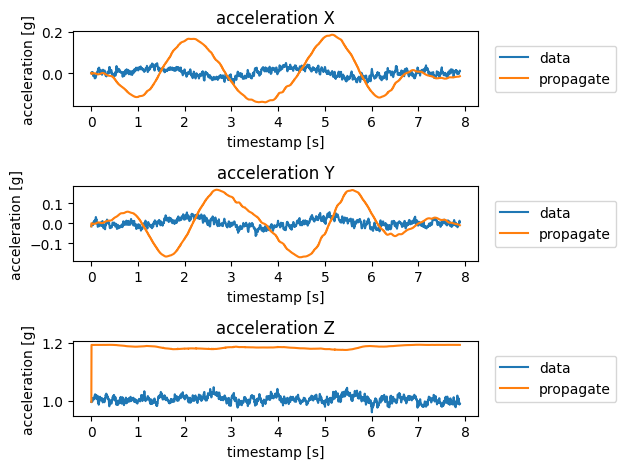 acceleration X
acceleration [g]
0.2
0.0
0 1 2 3 4 5 6 7 8
timestamp [s]
data
propagate
acceleration Y
acceleration [g]
0.1
0.0
−0.1
0 1 2 3 4 5 6 7 8
timestamp [s]
data
propagate
acceleration Z
acceleration [g]
1.2
1.0
0 1 2 3 4 5 6 7 8
timestamp [s]
data
propagate